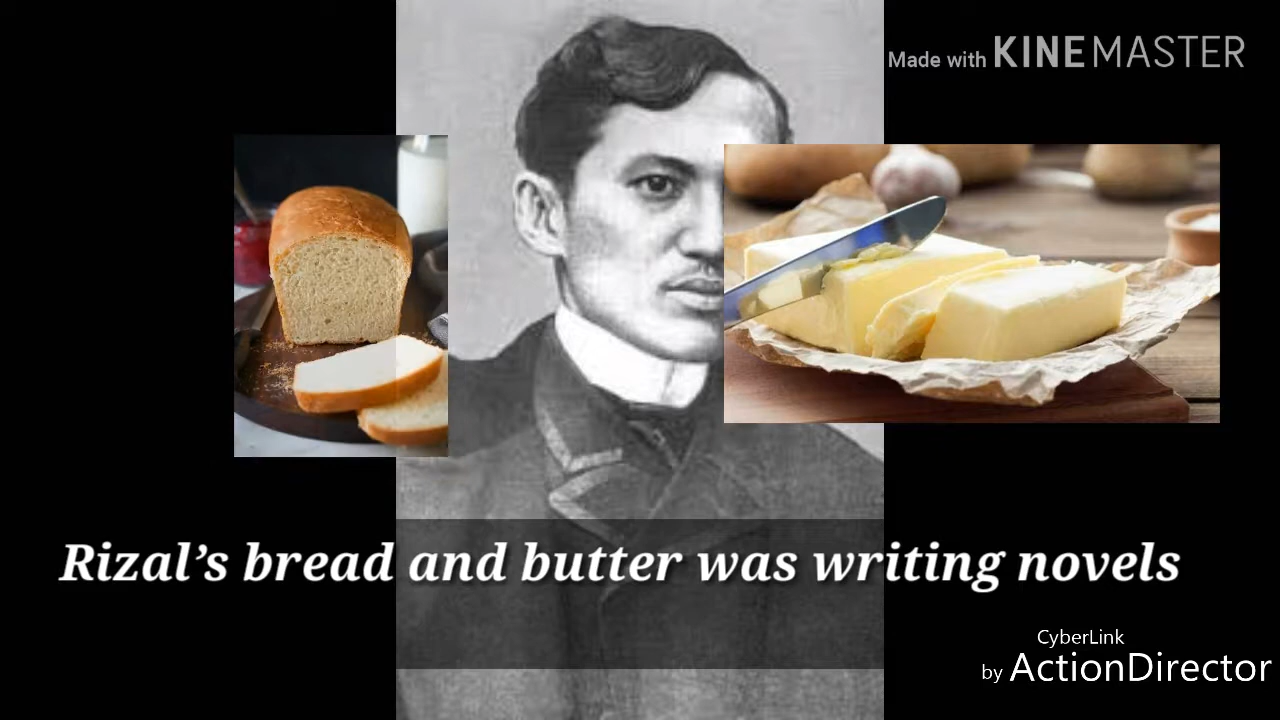 Made with KINEMASTER
Rizal’s bread and butter was writing novels
CyberLink
by ActionDirector